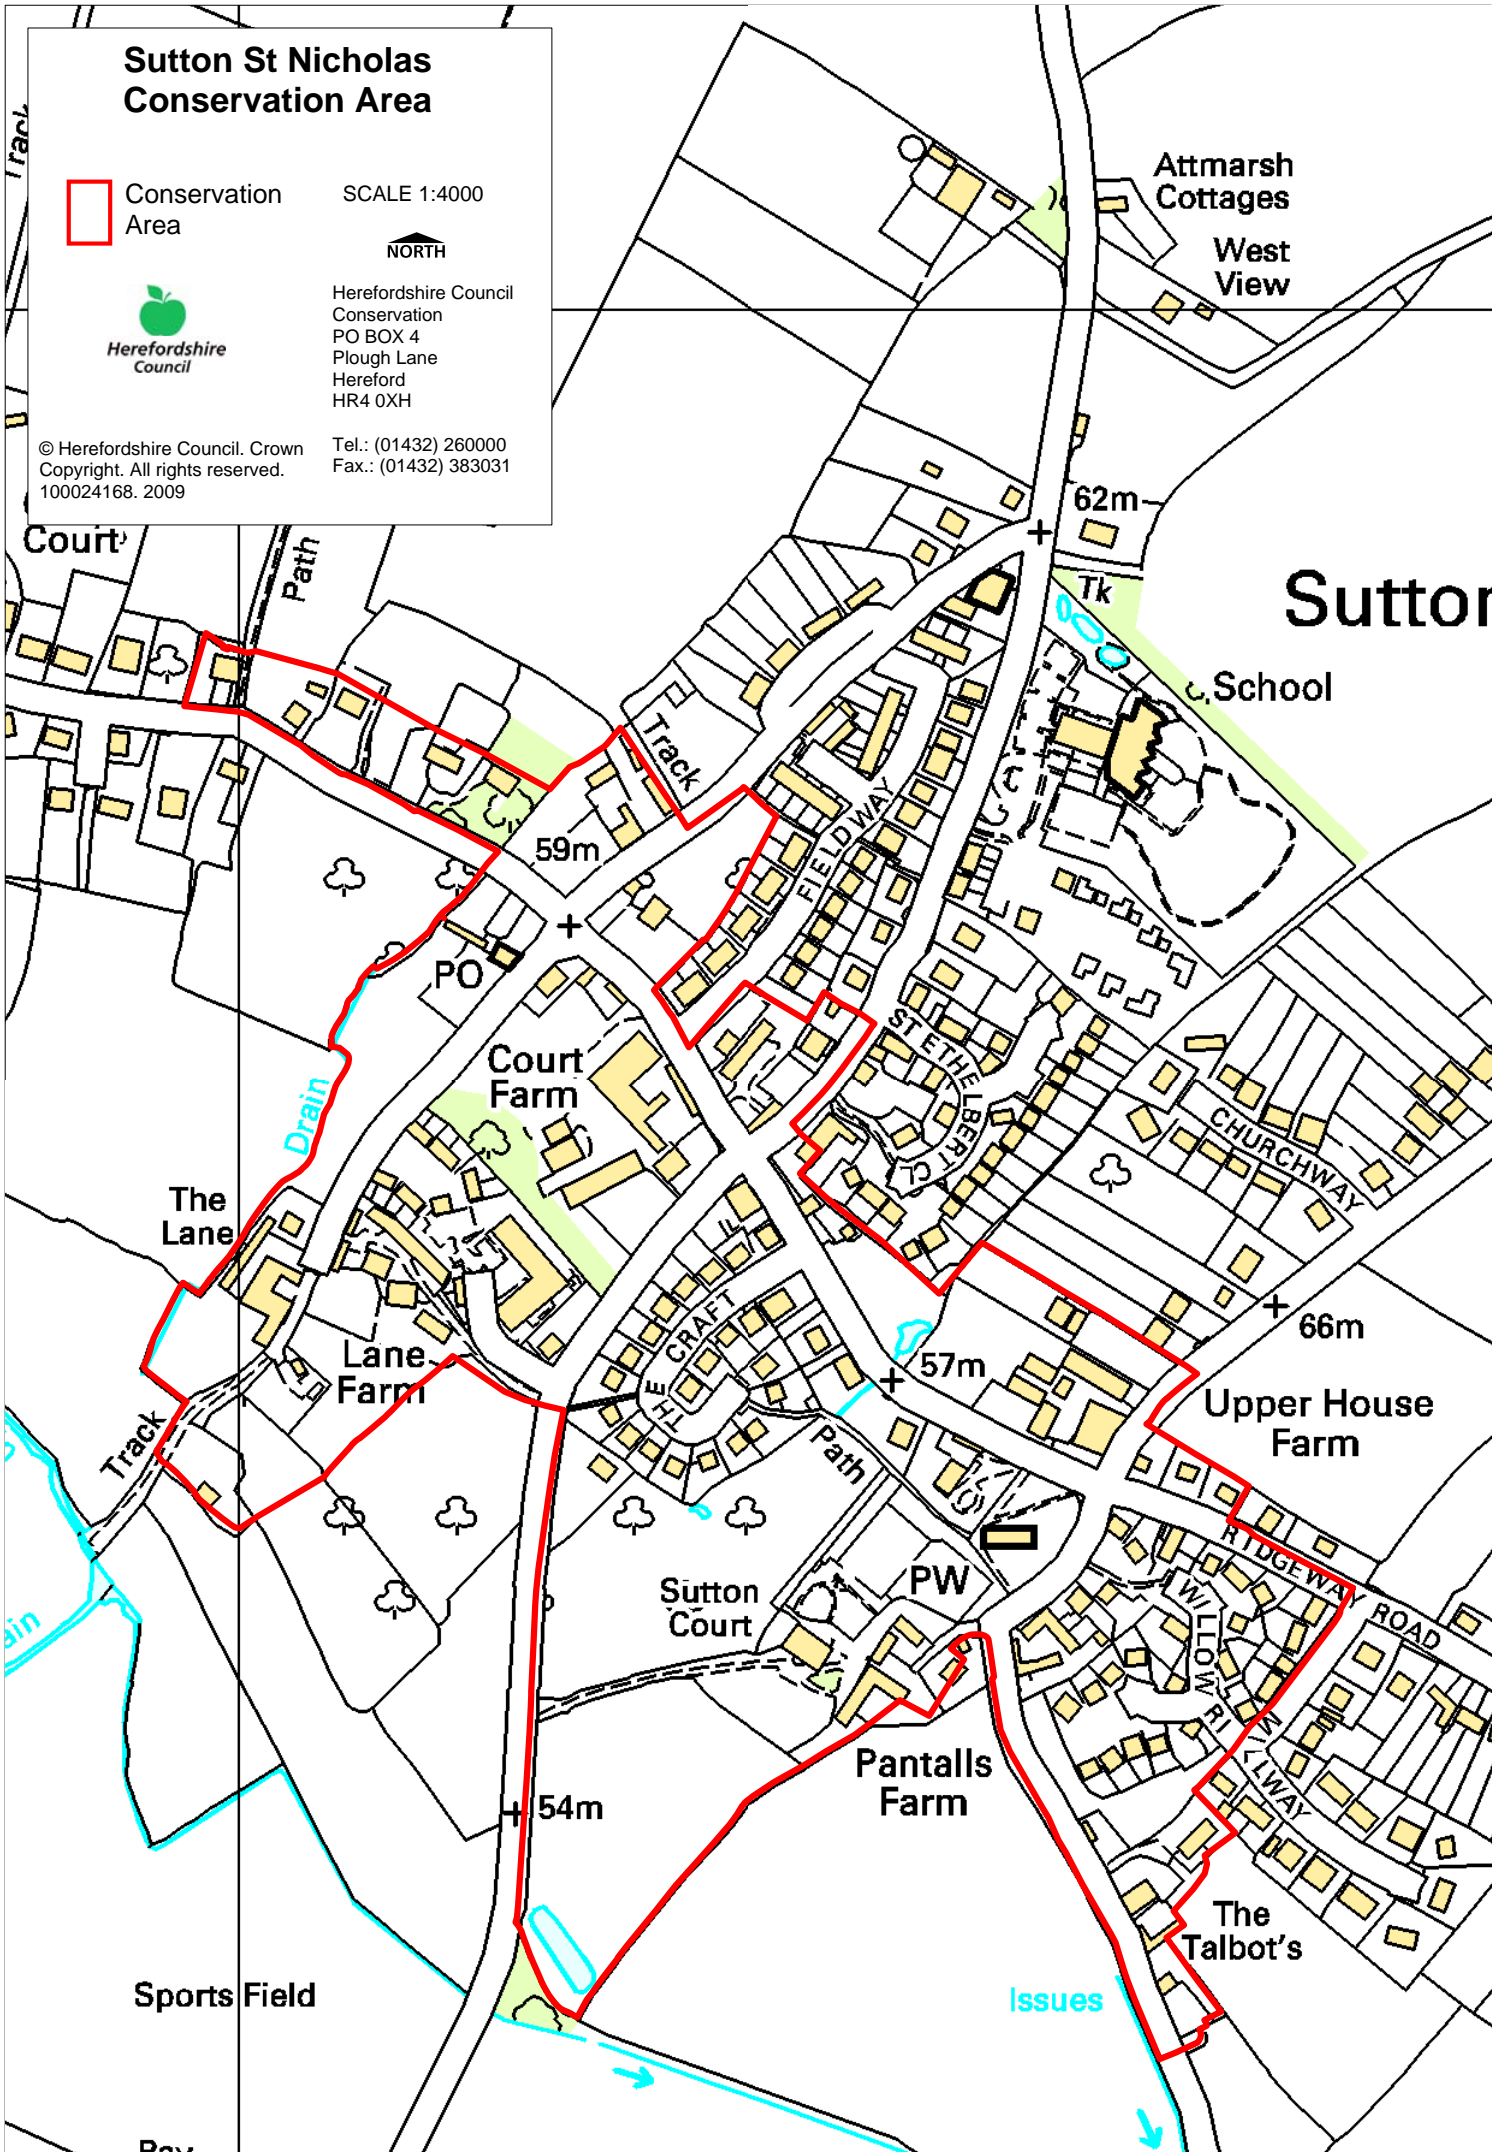 Sutton St Nicholas
Conservation Area
Conservation
Area
SCALE 1:4000
NORTH
Herefordshire
Council
Herefordshire Council
Conservation
PO BOX 4
Plough Lane
Hereford
HR4 0XH
Tel.: (01432) 260000
Fax.: (01432) 383031
© Herefordshire Council. Crown
Copyright. All rights reserved.
100024168. 2009
Attmarsh
Cottages
West
View
62m
Court
Path
Tk
Sutton
School
Track
59m
FIELDWAY
PO
Court
Farm
ST ETHELBERT CL
Drain
CHURCHWAY
The
Lane
THE CRAFT
66m
Lane
Farm
57m
Upper House
Farm
Track
Path
RIDGEWAY ROAD
Sutton
Court
PW
WILLOW RI
Pantalls
Farm
54m
The
Talbot's
Sports Field
Issues